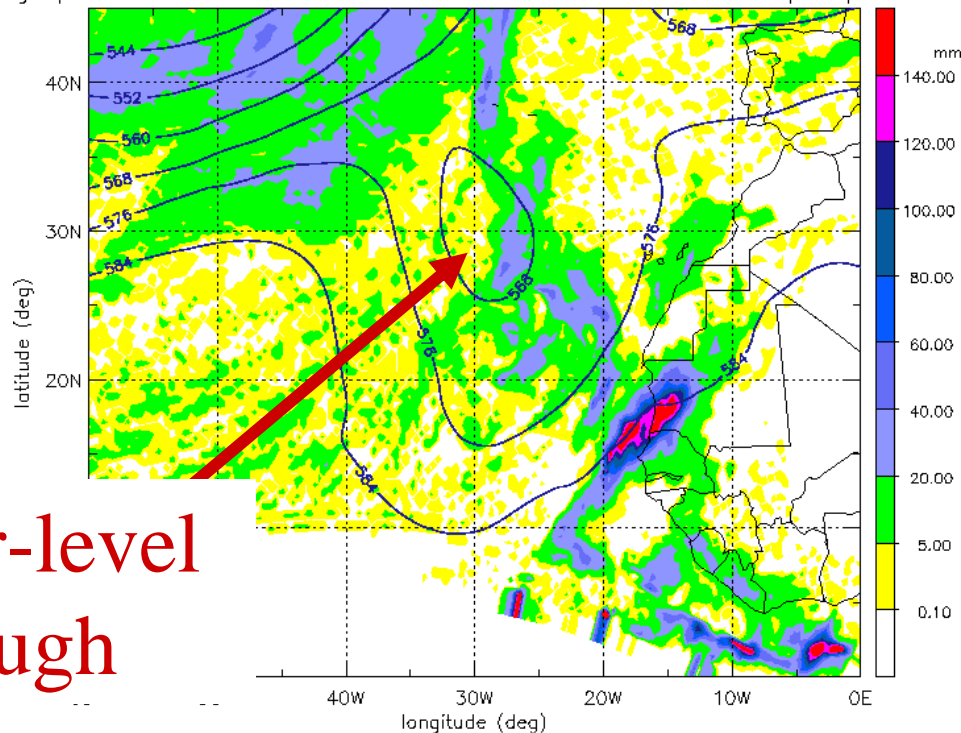 544
552
560
568
576
584
568
568
576
576
584
584
40N
30N
20N
latitude (deg)
40W
30W
20W
10W
0E
longitude (deg)
mm
140.00
120.00
100.00
80.00
60.00
40.00
20.00
5.00
0.10
r-level
ugh